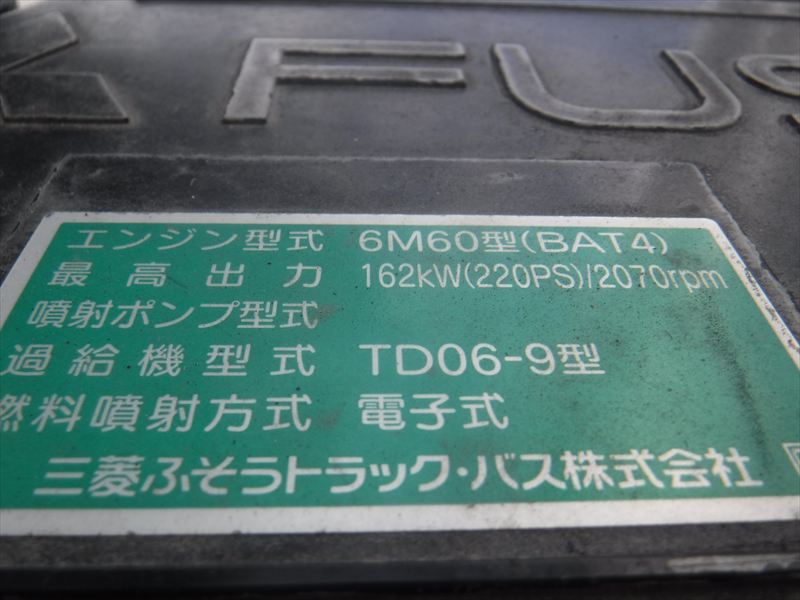 FUS
エンジン型式 6M60型(BAT4)
最高出力 162kW(220PS)/2070rpm
噴射ポンプ型式
過給機型式 TD06-9型
燃料噴射方式 電子式
三菱ふそうトラック・バス株式会社